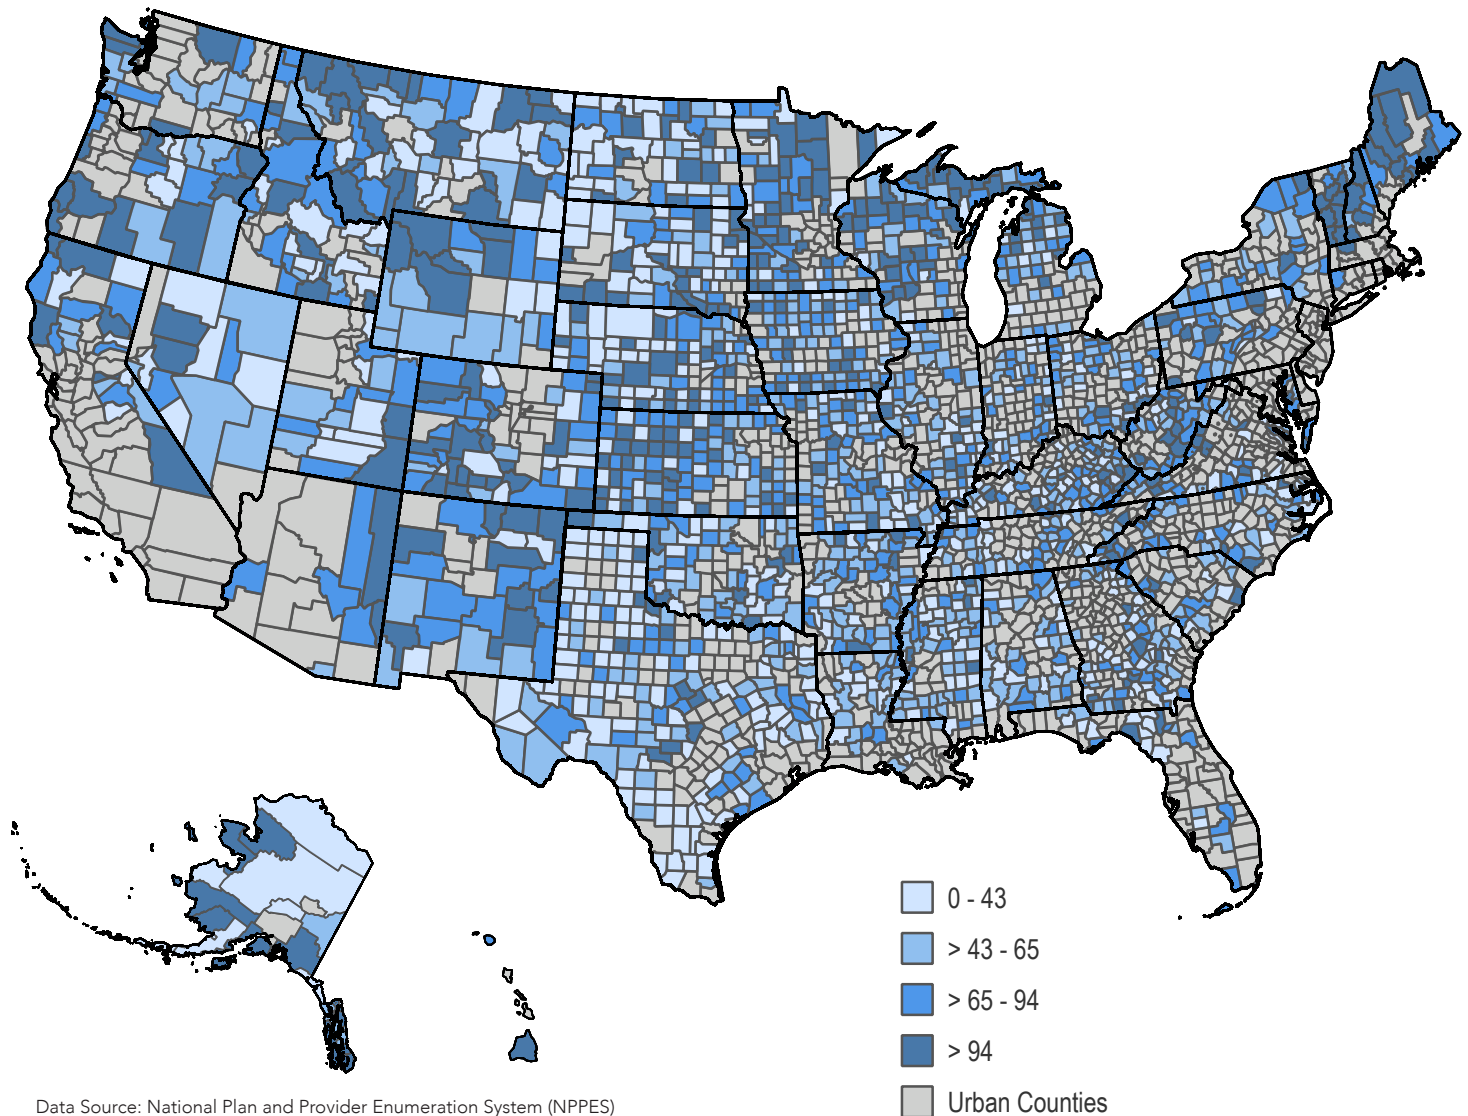 0 - 43
> 43 - 65
> 65 - 94
> 94
Urban Counties
Data Source: National Plan and Provider Enumeration System (NPPES)